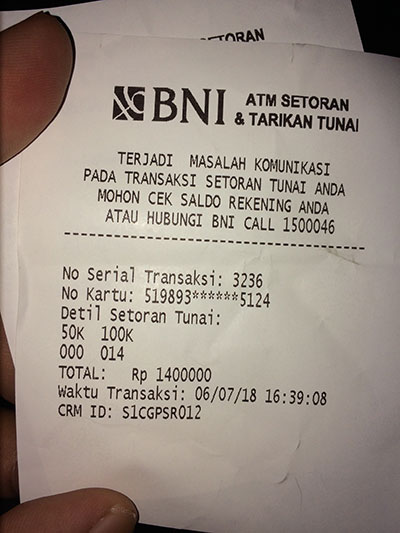 TORAN
BNI ATM SETORAN
& TARIKAN TUNAI
TERJADI MASALAH KOMUNIKASI
PADA TRANSAKSI SETORAN TUNAI ANDA
MOHON CEK SALDO REKENING ANDA
ATAU HUBUNGI BNI CALL 1500046
No Serial Transaksi: 3236
No Kartu: 519893******5124
Detil Setoran Tunai:
50K 100K
000 014
TOTAL: Rp 1400000
Waktu Transaksi: 06/07/18 16:39:08
CRM ID: S1CGPSR012